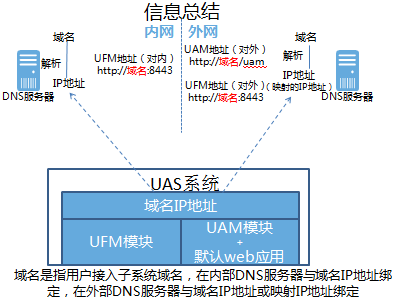 信息总结
内网 外网
域名
解析
IP地址
DNS服务器
UFM地址（对内）
http://域名:8443
UAM地址（对外）
http://域名/uam
UFM地址（对外）
http://域名:8443
域名
解析
IP地址
（映射的IP地址）
DNS服务器
UAS系统
域名IP地址
UFM模块
UAM模块
+
默认web应用
域名是指用户接入子系统域名，在内部DNS服务器与域名IP地址绑
定，在外部DNS服务器与域名IP地址或映射IP地址绑定